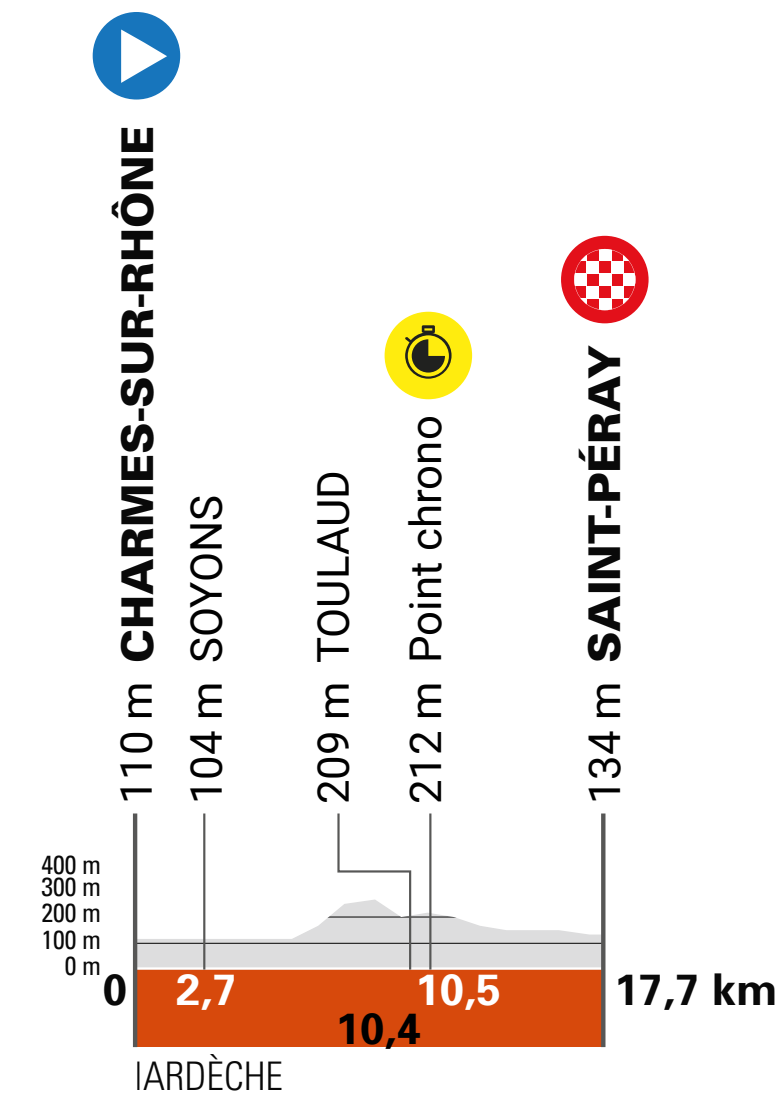 110 m CHARMES-SUR-RHÔNE
104 m SOYONS
209 m TOULAUD
212 m Point chrono
134 m SAINT-PÉRAY
400 m
300 m
200 m
100 m
0 m
0
2,7
10,4
10,5
17,7 km
ARDÈCHE